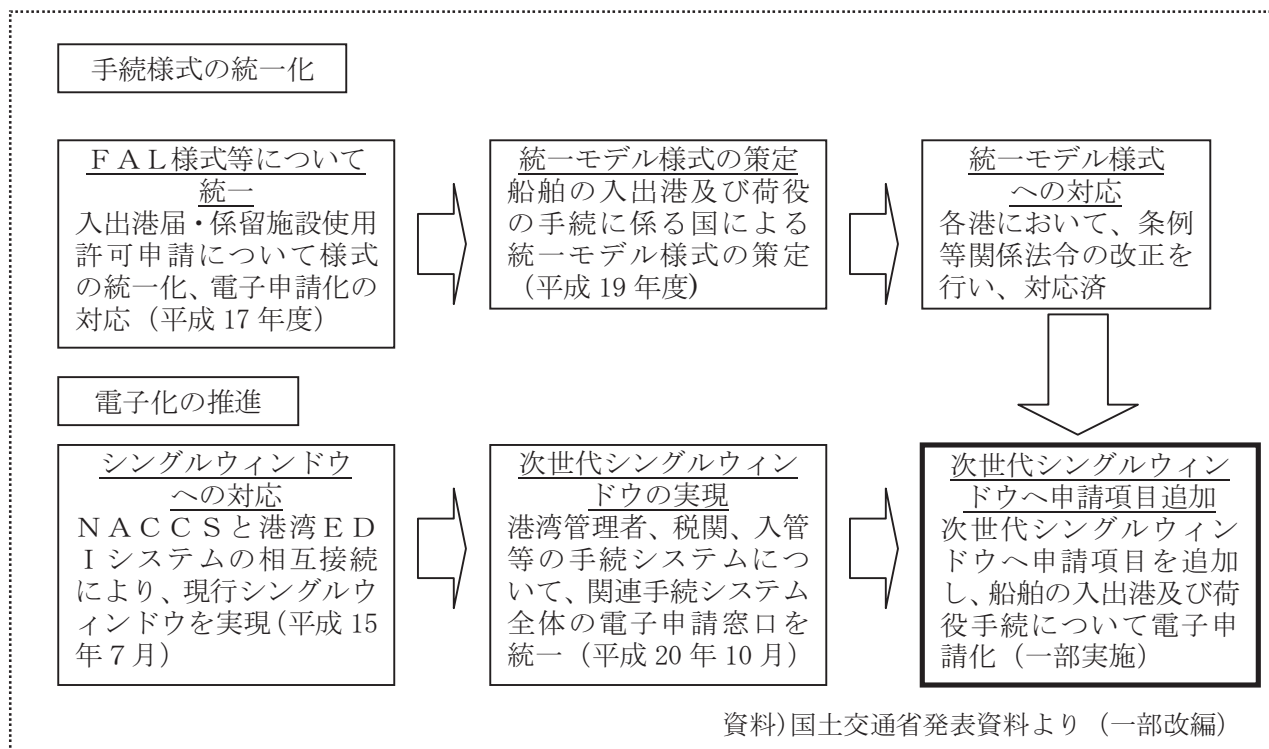 手続様式の統一化
ＦＡＬ様式等について
統一
入出港届・係留施設使用
許可申請について様式
の統一化、電子申請化の
対応（平成 17 年度）
統一モデル様式の策定
船舶の入出港及び荷役
の手続に係る国による
統一モデル様式の策定
（平成 19 年度)
統一モデル様式
への対応
各港において、条例
等関係法令の改正を
行い、対応済
電子化の推進
シングルウィンドウ
への対応
ＮＡＣＣＳと港湾ＥＤ
Ｉシステムの相互接続
により、現行シングルウ
ィンドウを実現（平成 15
年７月）
次世代シングルウィン
ドウの実現
港湾管理者、税関、入管
等の手続システムにつ
いて、関連手続システム
全体の電子申請窓口を
統一（平成 20 年 10 月）
次世代シングルウィン
ドウへ申請項目追加
次世代シングルウィン
ドウへ申請項目を追加
し、船舶の入出港及び荷
役手続について電子申
請化（一部実施）
資料)国土交通省発表資料より（一部改編）